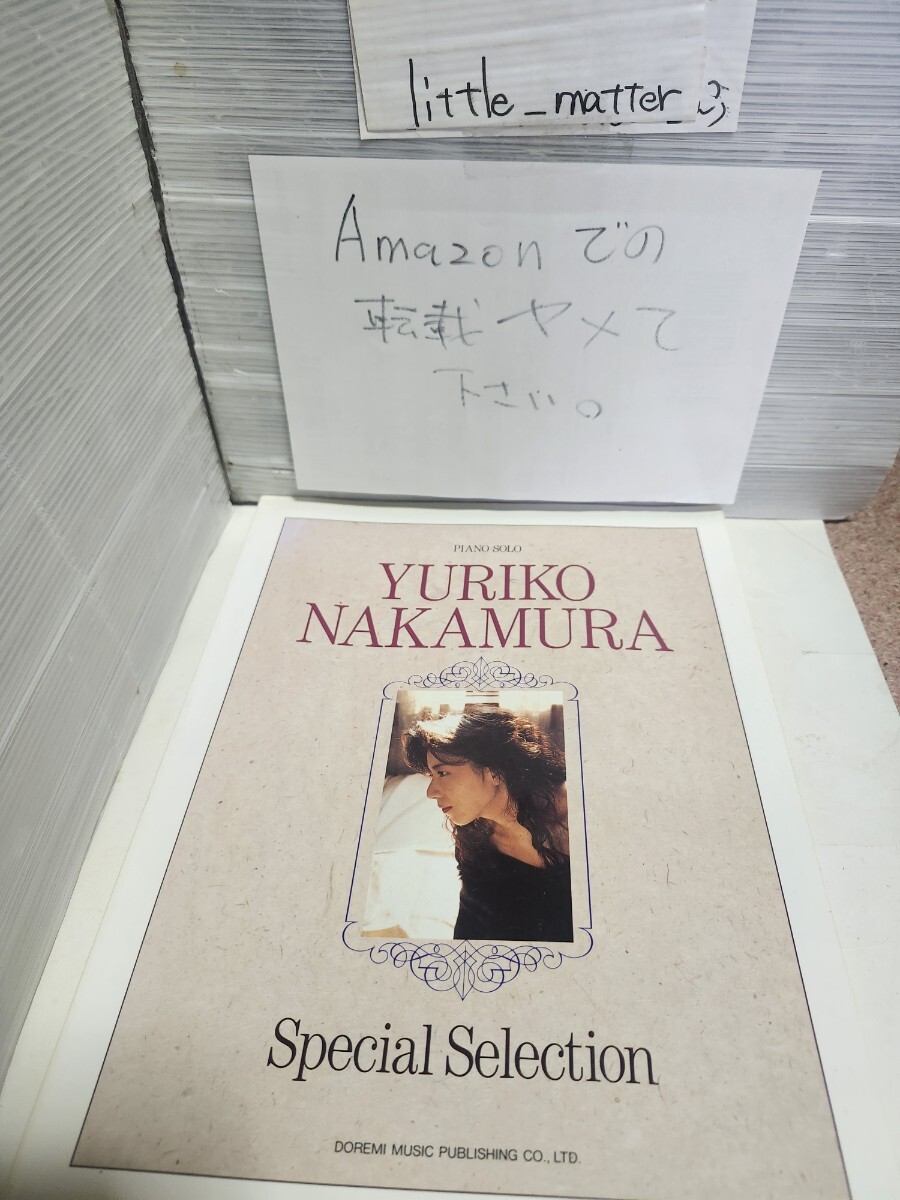 little_matter
Amazonでの
転載ヤメて
下さい。
PIANO SOLO
YURIKO
NAKAMURA
Special Selection
DOREMI MUSIC PUBLISHING CO., LTD.